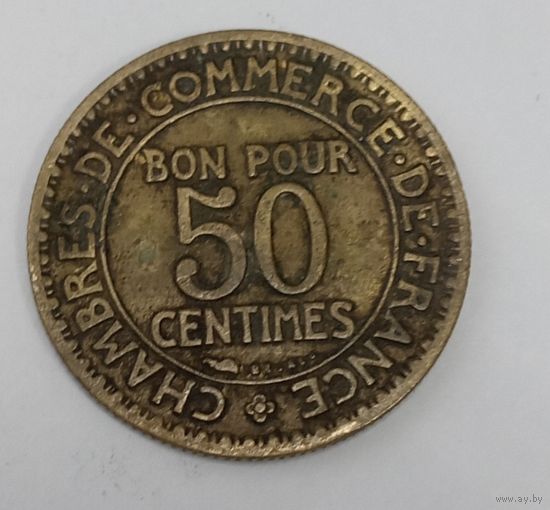 CHAMBRES·DE·COMMERCE·DE·FRANCE
BON POUR
50
CENTIMES
www.ay.by